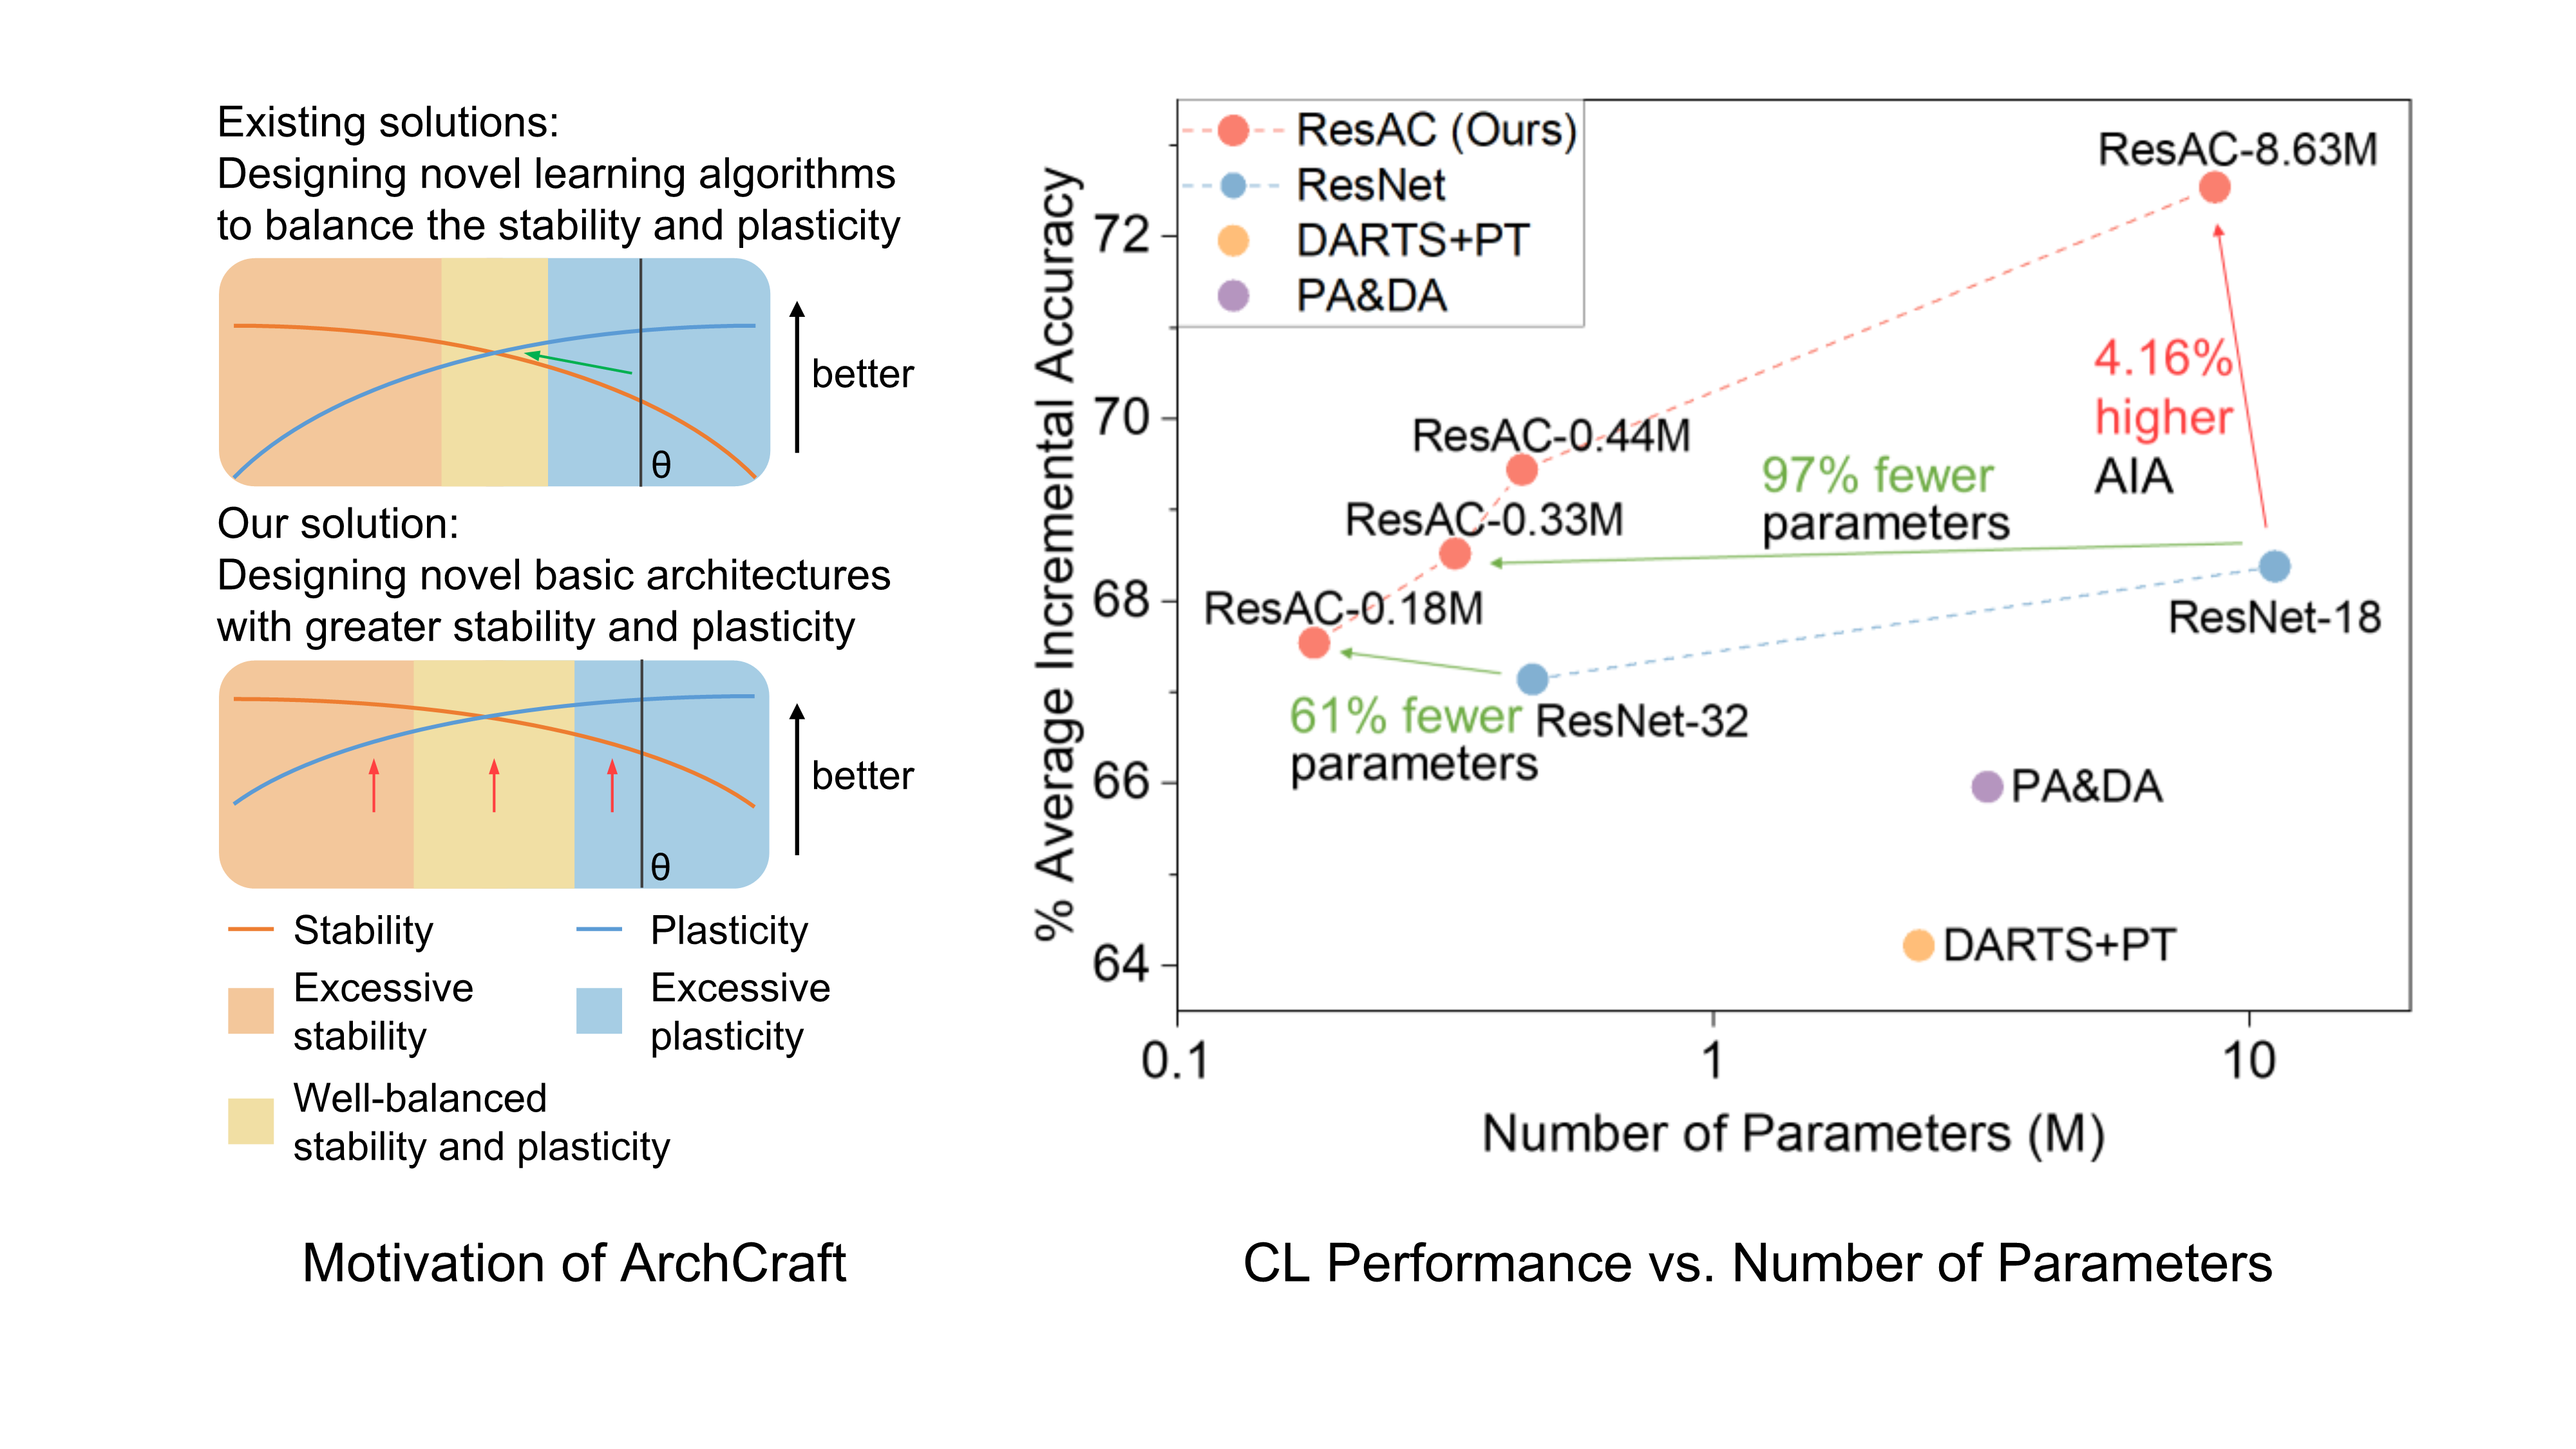 Existing solutions:
Designing novel learning algorithms
to balance the stability and plasticity
better
θ
Our solution:
Designing novel basic architectures
with greater stability and plasticity
better
θ
Stability
Plasticity
Excessive
stability
Excessive
plasticity
Well-balanced
stability and plasticity
Motivation of ArchCraft
% Average Incremental Accuracy
72
70
68
66
64
ResAC (Ours)
ResNet
DARTS+PT
PA&DA
ResAC-8.63M
4.16%
higher
AIA
ResAC-0.44M
97% fewer
parameters
ResAC-0.33M
ResAC-0.18M
ResNet-18
61% fewer
parameters
ResNet-32
PA&DA
DARTS+PT
0.1
1
10
Number of Parameters (M)
CL Performance vs. Number of Parameters